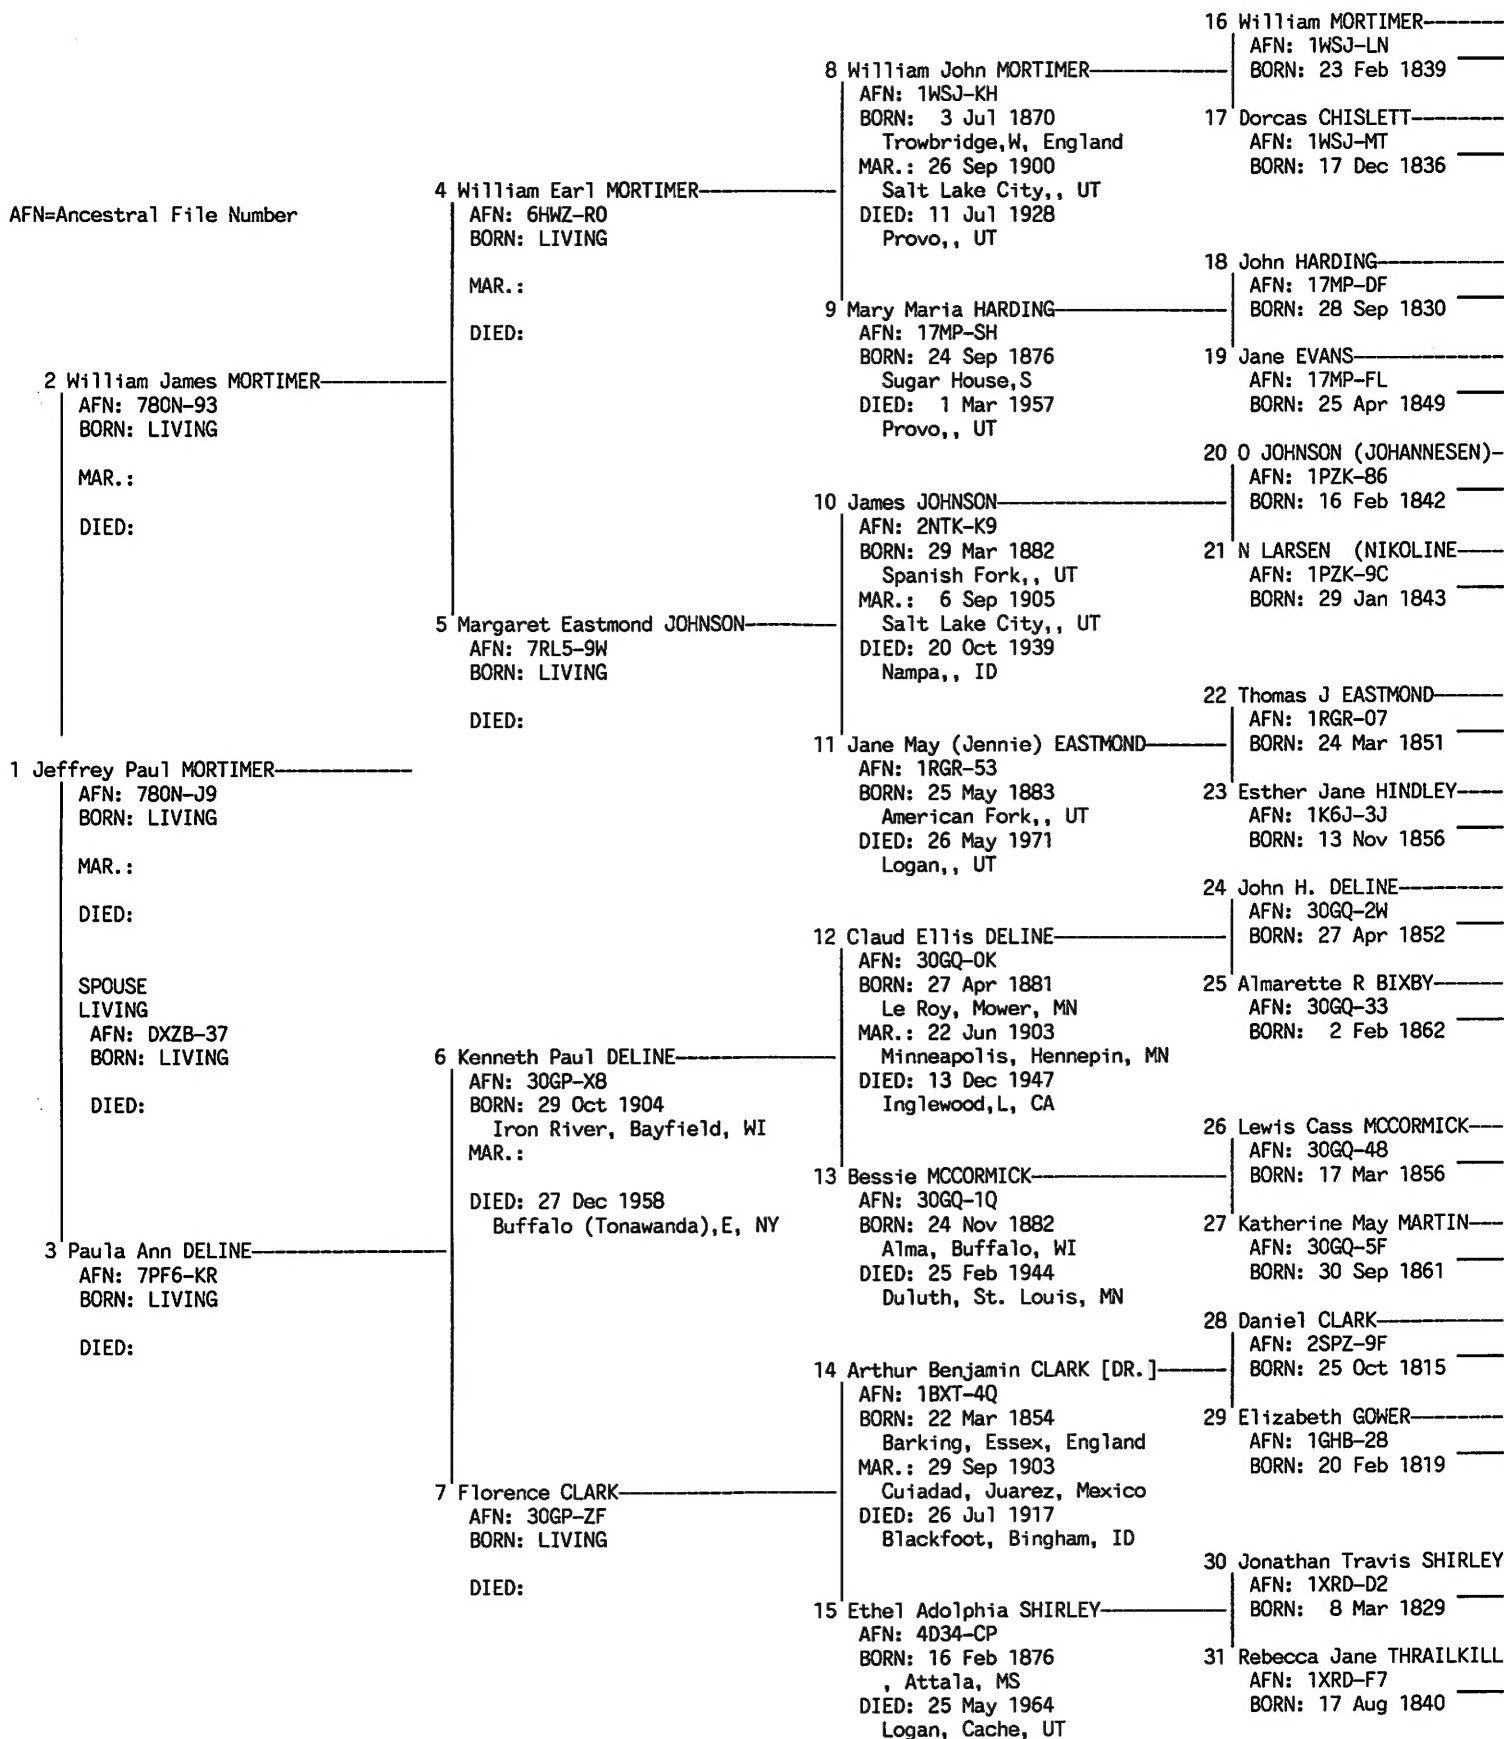 AFN=Ancestral File Number
1 Jeffrey Paul MORTIMER
AFN: 780N-J9
BORN: LIVING
MAR.:
DIED:
SPOUSE
LIVING
AFN: DXZB-37
BORN: LIVING
DIED:
2 William James MORTIMER
AFN: 780N-93
BORN: LIVING
MAR.:
DIED:
3 Paula Ann DELINE
AFN: 7PF6-KR
BORN: LIVING
DIED:
4 William Earl MORTIMER
AFN: 6HWZ-R0
BORN: LIVING
MAR.:
DIED:
5 Margaret Eastmond JOHNSON
AFN: 7RL5-9W
BORN: LIVING
DIED:
6 Kenneth Paul DELINE
AFN: 30GP-X8
BORN: 29 Oct 1904
Iron River, Bayfield, WI
MAR.:
DIED: 27 Dec 1958
Buffalo (Tonawanda),E, NY
7 Florence CLARK
AFN: 30GP-ZF
BORN: LIVING
DIED:
8 William John MORTIMER
AFN: 1WSJ-KH
BORN: 3 Jul 1870
Trowbridge,W, England
MAR.: 26 Sep 1900
Salt Lake City,, UT
DIED: 11 Jul 1928
Provo,, UT
9 Mary Maria HARDING
AFN: 17MP-SH
BORN: 24 Sep 1876
Sugar House,S
DIED: 1 Mar 1957
Provo,, UT
10 James JOHNSON
AFN: 2NTK-K9
BORN: 29 Mar 1882
Spanish Fork,, UT
MAR.: 6 Sep 1905
Salt Lake City,, UT
DIED: 20 Oct 1939
Nampa,, ID
11 Jane May (Jennie) EASTMOND
AFN: 1RGR-53
BORN: 25 May 1883
American Fork,, UT
DIED: 26 May 1971
Logan,, UT
12 Claud Ellis DELINE
AFN: 30GQ-0K
BORN: 27 Apr 1881
Le Roy, Mower, MN
MAR.: 22 Jun 1903
Minneapolis, Hennepin, MN
DIED: 13 Dec 1947
Inglewood,L, CA
13 Bessie MCCORMICK
AFN: 30GQ-1Q
BORN: 24 Nov 1882
Alma, Buffalo, WI
DIED: 25 Feb 1944
Duluth, St. Louis, MN
14 Arthur Benjamin CLARK [DR.]
AFN: 1BXT-4Q
BORN: 22 Mar 1854
Barking, Essex, England
MAR.: 29 Sep 1903
Cuiadad, Juarez, Mexico
DIED: 26 Jul 1917
Blackfoot, Bingham, ID
15 Ethel Adolphia SHIRLEY
AFN: 4D34-CP
BORN: 16 Feb 1876
, Attala, MS
DIED: 25 May 1964
Logan, Cache, UT
16 William MORTIMER
AFN: 1WSJ-LN
BORN: 23 Feb 1839
17 Dorcas CHISLETT
AFN: 1WSJ-MT
BORN: 17 Dec 1836
18 John HARDING
AFN: 17MP-DF
BORN: 28 Sep 1830
19 Jane EVANS
AFN: 17MP-FL
BORN: 25 Apr 1849
20 O JOHNSON (JOHANNESEN)
AFN: 1PZK-86
BORN: 16 Feb 1842
21 N LARSEN (NIKOLINE
AFN: 1PZK-9C
BORN: 29 Jan 1843
22 Thomas J EASTMOND
AFN: 1RGR-07
BORN: 24 Mar 1851
23 Esther Jane HINDLEY
AFN: 1K6J-3J
BORN: 13 Nov 1856
24 John H. DELINE
AFN: 30GQ-2W
BORN: 27 Apr 1852
25 Almarette R BIXBY
AFN: 30GQ-33
BORN: 2 Feb 1862
26 Lewis Cass MCCORMICK
AFN: 30GQ-48
BORN: 17 Mar 1856
27 Katherine May MARTIN
AFN: 30GQ-5F
BORN: 30 Sep 1861
28 Daniel CLARK
AFN: 2SPZ-9F
BORN: 25 Oct 1815
29 Elizabeth GOWER
AFN: 1GHB-28
BORN: 20 Feb 1819
30 Jonathan Travis SHIRLEY
AFN: 1XRD-D2
BORN: 8 Mar 1829
31 Rebecca Jane THRAILKILL
AFN: 1XRD-F7
BORN: 17 Aug 1840